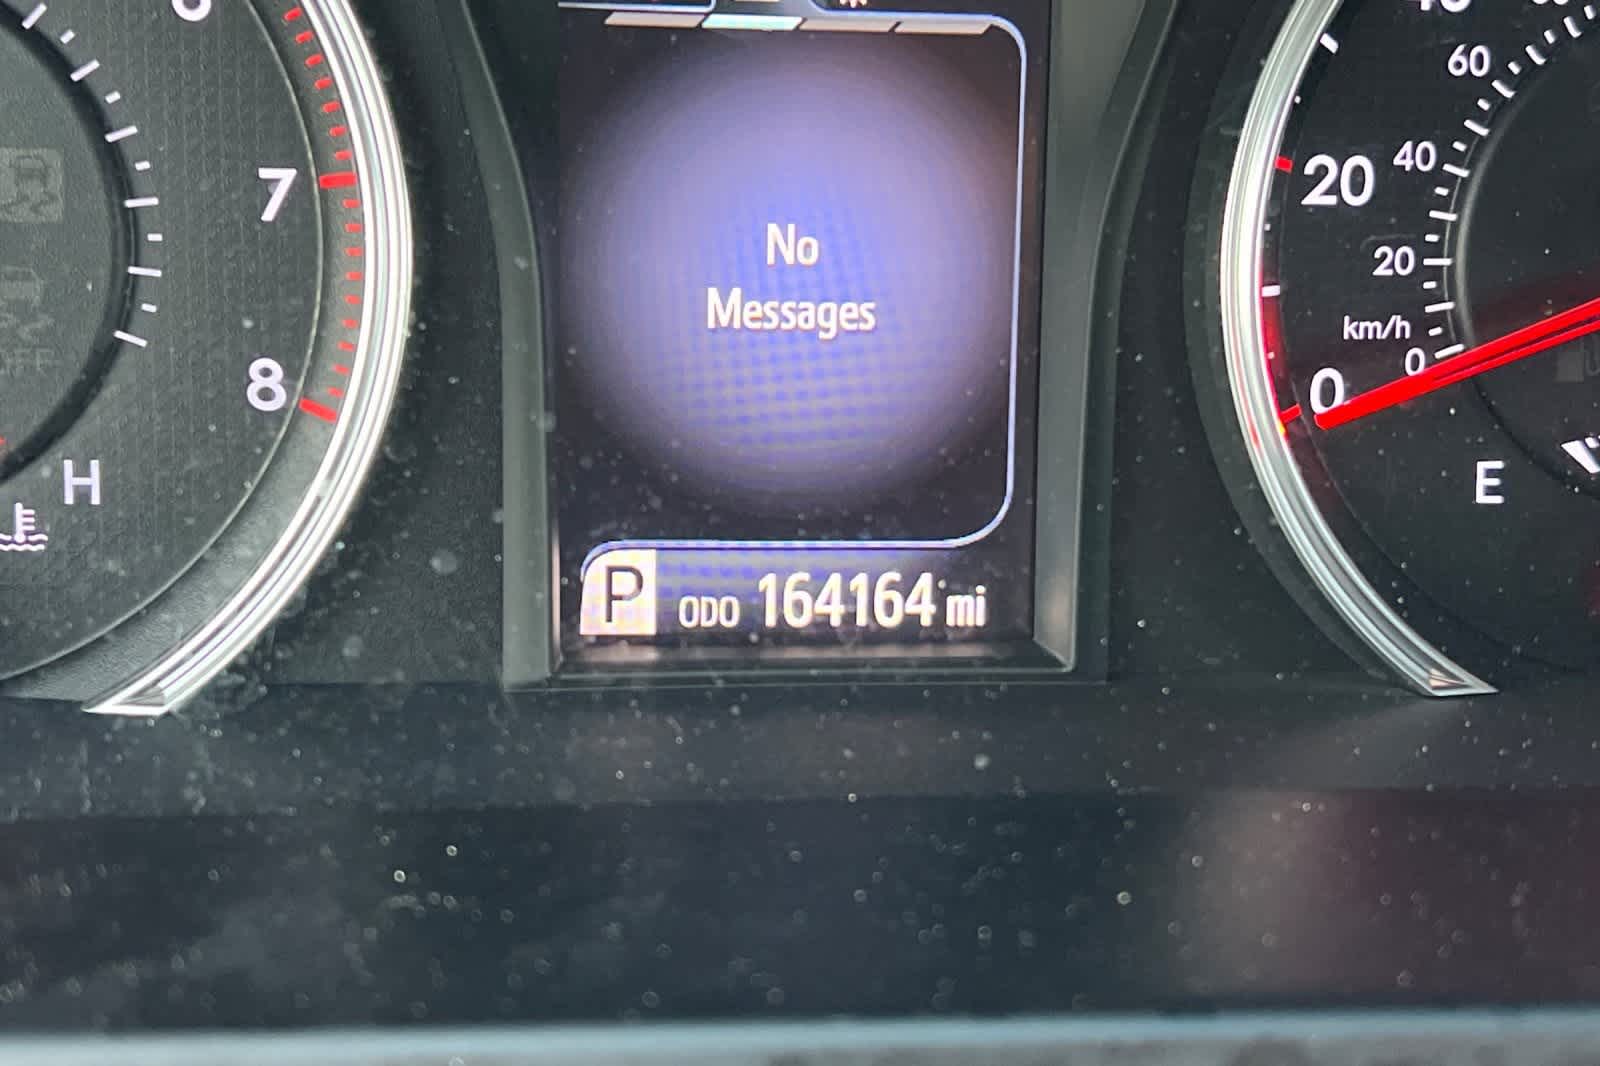 7
8
H
No
Messages
P ODO 164164 mi
60
20 40
20
km/h
0 0
E